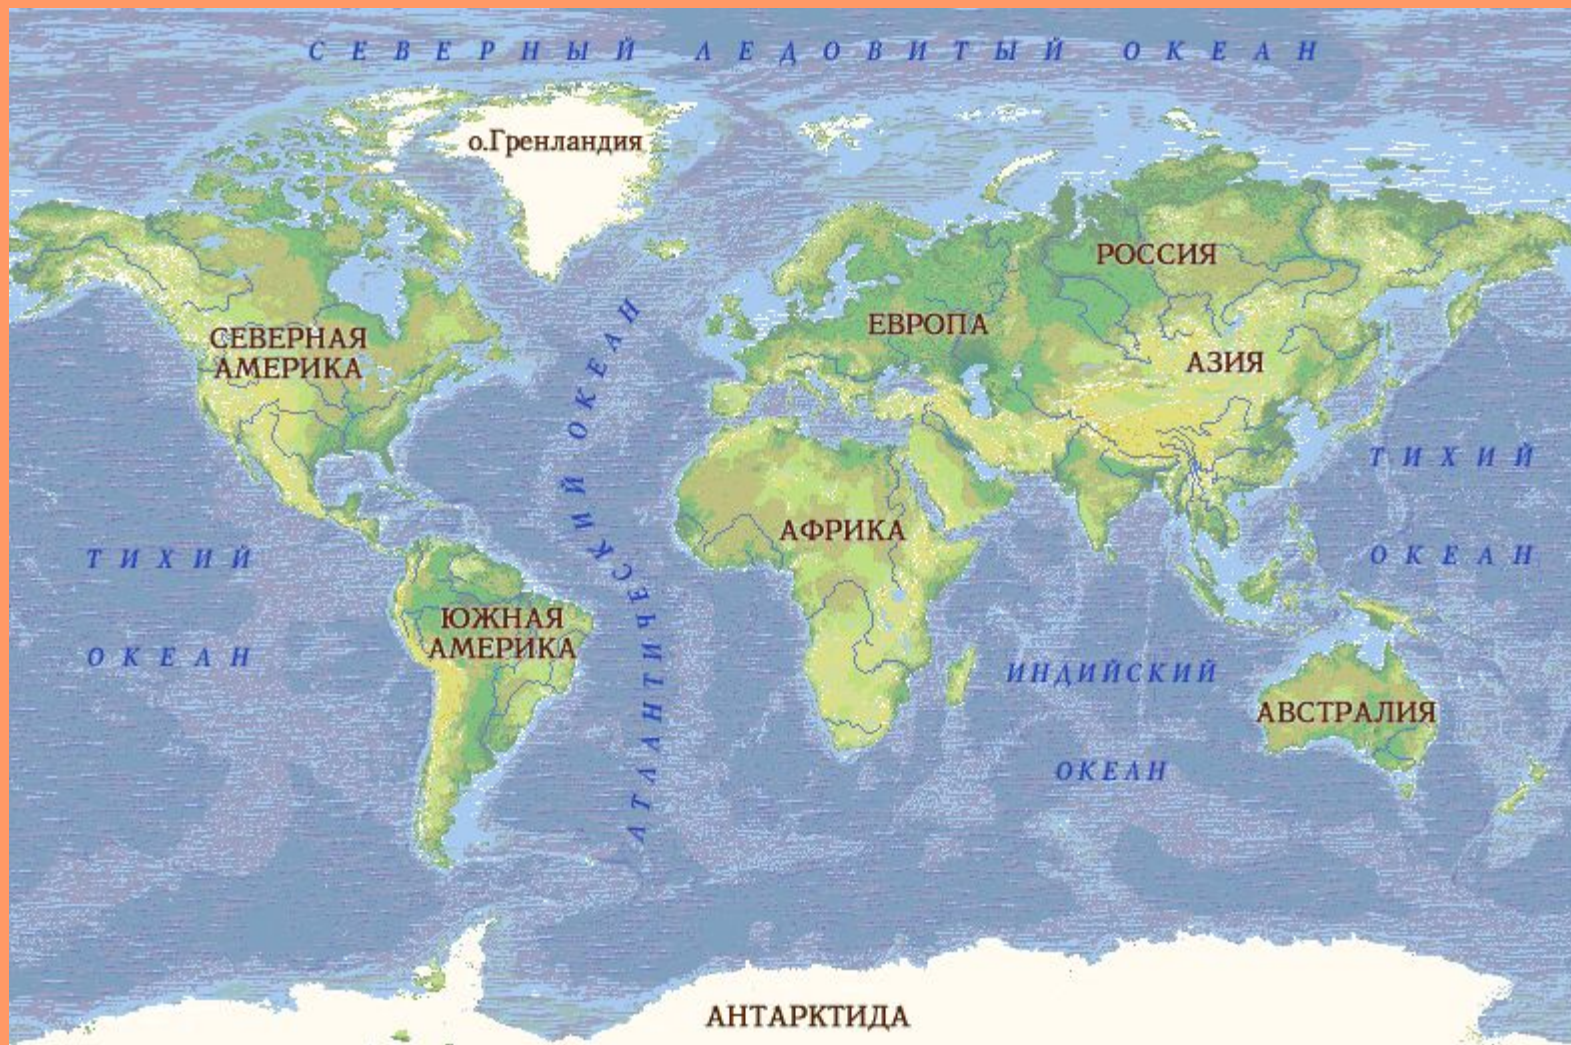 СЕВЕРНЫЙ ЛЕДОВИТЫЙ ОКЕАН
о.Гренландия
РОССИЯ
ЕВРОПА
СЕВЕРНАЯ
АМЕРИКА
АЗИЯ
АТЛАНТИЧЕСКИЙ ОКЕАН
ТИХИЙ
ОКЕАН
АФРИКА
ТИХИЙ
ОКЕАН
ЮЖНАЯ
АМЕРИКА
ИНДИЙСКИЙ
ОКЕАН
АВСТРАЛИЯ
АНТАРКТИДА